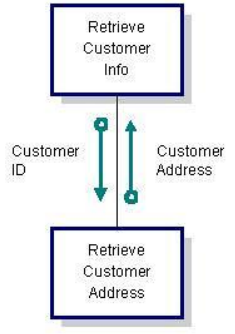 Retrieve
Customer
Info
Customer
ID
Customer
Address
Retrieve
Customer
Address